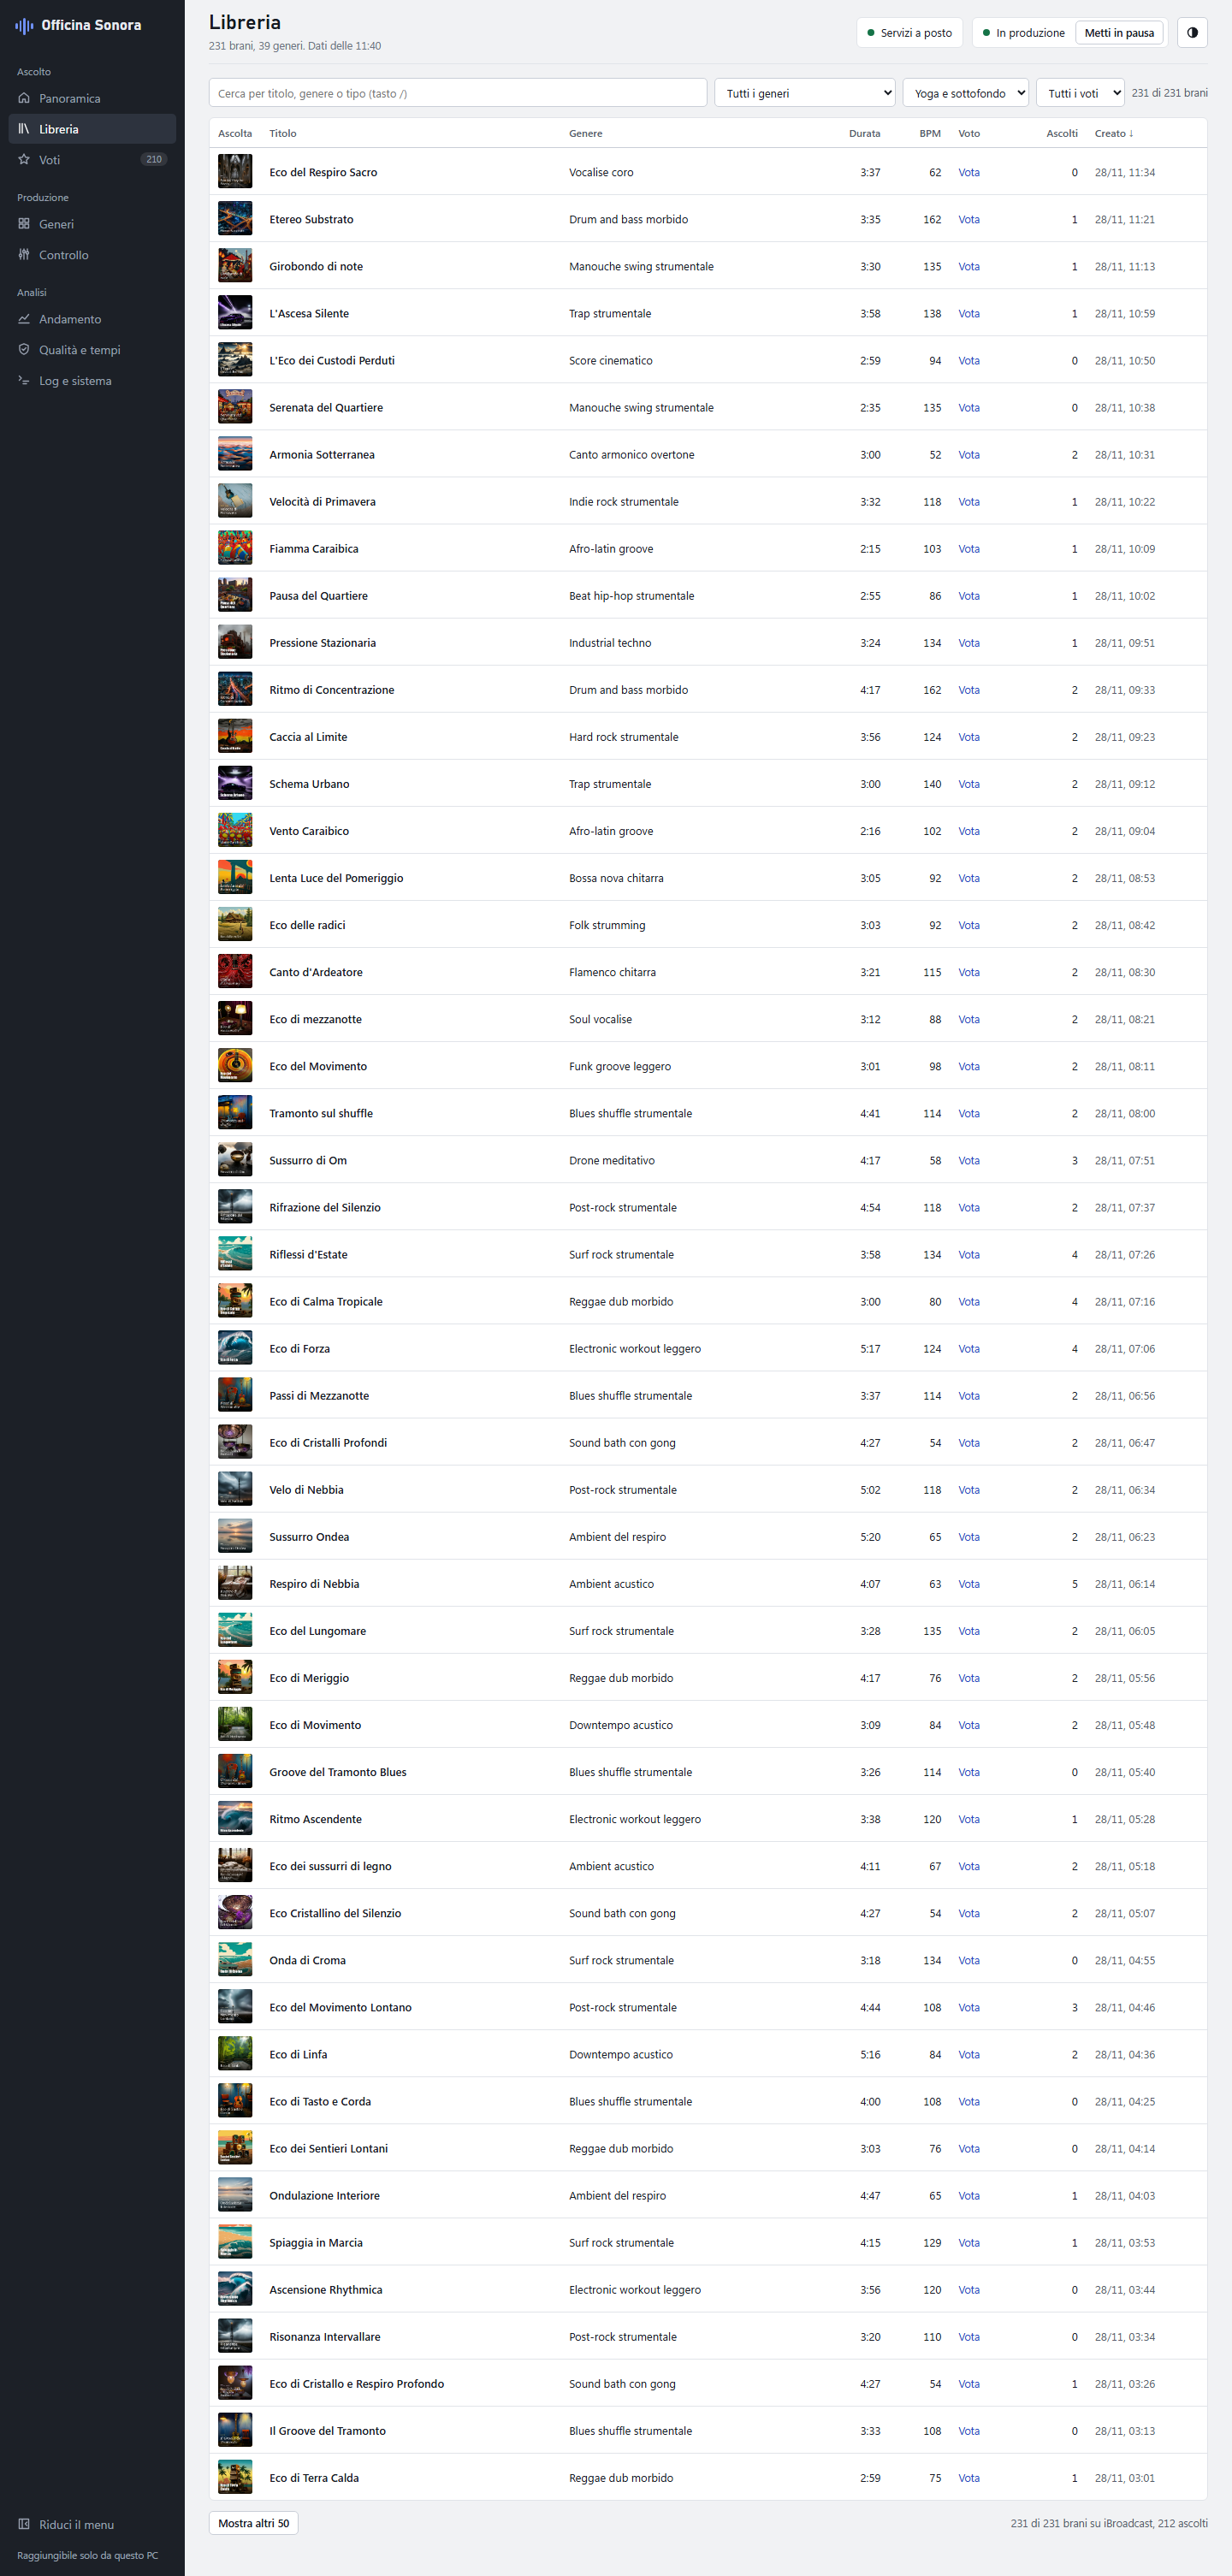 Officina Sonora
Ascolto
Panoramica
Libreria
Voti 210
Produzione
Generi
Controllo
Analisi
Andamento
Qualità e tempi
Log e sistema
Riduci il menu
Raggiungibile solo da questo PC
Libreria
231 brani, 39 generi. Dati delle 11:40
Servizi a posto
In produzione Metti in pausa
Cerca per titolo, genere o tipo (tasto /) Tutti i generi Yoga e sottofondo Tutti i voti 231 di 231 brani
Ascolta Titolo Genere Durata BPM Voto Ascolti Creato ↓
Eco del Respiro Sacro Vocalise coro 3:37 62 Vota 0 28/11, 11:34
Etereo Substrato Drum and bass morbido 3:35 162 Vota 1 28/11, 11:21
Girobondo di note Manouche swing strumentale 3:30 135 Vota 1 28/11, 11:13
L'Ascesa Silente Trap strumentale 3:58 138 Vota 1 28/11, 10:59
L'Eco dei Custodi Perduti Score cinematico 2:59 94 Vota 0 28/11, 10:50
Serenata del Quartiere Manouche swing strumentale 2:35 135 Vota 0 28/11, 10:38
Armonia Sotterranea Canto armonico overtone 3:00 52 Vota 2 28/11, 10:31
Velocità di Primavera Indie rock strumentale 3:32 118 Vota 1 28/11, 10:22
Fiamma Caraibica Afro-latin groove 2:15 103 Vota 1 28/11, 10:09
Pausa del Quartiere Beat hip-hop strumentale 2:55 86 Vota 1 28/11, 10:02
Pressione Stazionaria Industrial techno 3:24 134 Vota 1 28/11, 09:51
Ritmo di Concentrazione Drum and bass morbido 4:17 162 Vota 2 28/11, 09:33
Caccia al Limite Hard rock strumentale 3:56 124 Vota 2 28/11, 09:23
Schema Urbano Trap strumentale 3:00 140 Vota 2 28/11, 09:12
Vento Caraibico Afro-latin groove 2:16 102 Vota 2 28/11, 09:04
Lenta Luce del Pomeriggio Bossa nova chitarra 3:05 92 Vota 2 28/11, 08:53
Eco delle radici Folk strumming 3:03 92 Vota 2 28/11, 08:42
Canto d'Ardeatore Flamenco chitarra 3:21 115 Vota 2 28/11, 08:30
Eco di mezzanotte Soul vocalise 3:12 88 Vota 2 28/11, 08:21
Eco del Movimento Funk groove leggero 3:01 98 Vota 2 28/11, 08:11
Tramonto sul shuffle Blues shuffle strumentale 4:41 114 Vota 2 28/11, 08:00
Sussurro di Om Drone meditativo 4:17 58 Vota 3 28/11, 07:51
Rifrazione del Silenzio Post-rock strumentale 4:54 118 Vota 2 28/11, 07:37
Riflessi d'Estate Surf rock strumentale 3:58 134 Vota 4 28/11, 07:26
Eco di Calma Tropicale Reggae dub morbido 3:00 80 Vota 4 28/11, 07:16
Eco di Forza Electronic workout leggero 5:17 124 Vota 4 28/11, 07:06
Passi di Mezzanotte Blues shuffle strumentale 3:37 114 Vota 2 28/11, 06:56
Eco di Cristalli Profondi Sound bath con gong 4:27 54 Vota 2 28/11, 06:47
Velo di Nebbia Post-rock strumentale 5:02 118 Vota 2 28/11, 06:34
Sussurro Ondea Ambient del respiro 5:20 65 Vota 2 28/11, 06:23
Respiro di Nebbia Ambient acustico 4:07 63 Vota 5 28/11, 06:14
Eco del Lungomare Surf rock strumentale 3:28 135 Vota 2 28/11, 06:05
Eco di Meriggio Reggae dub morbido 4:17 76 Vota 2 28/11, 05:56
Eco di Movimento Downtempo acustico 3:09 84 Vota 2 28/11, 05:48
Groove del Tramonto Blues Blues shuffle strumentale 3:26 114 Vota 0 28/11, 05:40
Ritmo Ascendente Electronic workout leggero 3:38 120 Vota 1 28/11, 05:28
Eco dei sussurri di legno Ambient acustico 4:11 67 Vota 2 28/11, 05:18
Eco Cristallino del Silenzio Sound bath con gong 4:27 54 Vota 2 28/11, 05:07
Onda di Croma Surf rock strumentale 3:18 134 Vota 0 28/11, 04:55
Eco del Movimento Lontano Post-rock strumentale 4:44 108 Vota 3 28/11, 04:46
Eco di Linfa Downtempo acustico 5:16 84 Vota 2 28/11, 04:36
Eco di Tasto e Corda Blues shuffle strumentale 4:00 108 Vota 0 28/11, 04:25
Eco dei Sentieri Lontani Reggae dub morbido 3:03 76 Vota 0 28/11, 04:14
Ondulazione Interiore Ambient del respiro 4:47 65 Vota 1 28/11, 04:03
Spiaggia in Marcia Surf rock strumentale 4:15 129 Vota 1 28/11, 03:53
Ascensione Rhythmica Electronic workout leggero 3:56 120 Vota 0 28/11, 03:44
Risonanza Intervallare Post-rock strumentale 3:20 110 Vota 0 28/11, 03:34
Eco di Cristallo e Respiro Profondo Sound bath con gong 4:27 54 Vota 1 28/11, 03:26
Il Groove del Tramonto Blues shuffle strumentale 3:33 108 Vota 0 28/11, 03:13
Eco di Terra Calda Reggae dub morbido 2:59 75 Vota 1 28/11, 03:01
Mostra altri 50 231 di 231 brani su iBroadcast, 212 ascolti